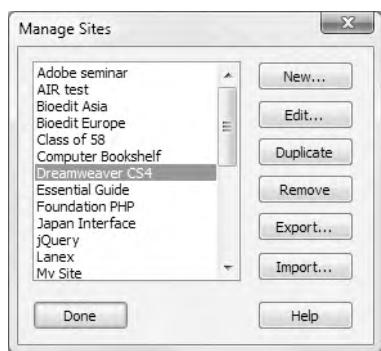 Manage Sites
Adobe seminar
AIR test
Bioedit Asia
Bioedit Europe
Class of 58
Computer Bookshelf
Dreamweaver CS4
Essential Guide
Foundation PHP
Japan Interface
jQuery
Lanex
My Site
New...
Edit...
Duplicate
Remove
Export...
Import...
Done
Help